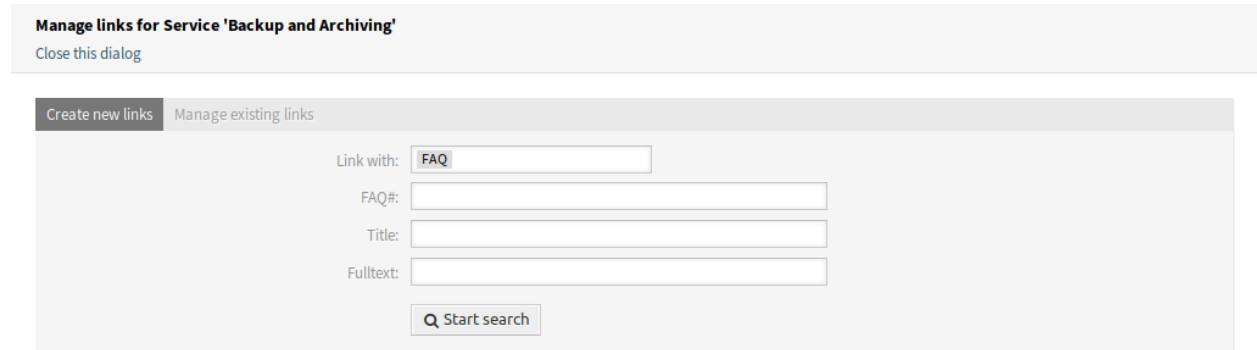 Manage links for Service 'Backup and Archiving'
Close this dialog
Create new links Manage existing links
Link with: FAQ
FAQ#:
Title:
Fulltext:
Start search